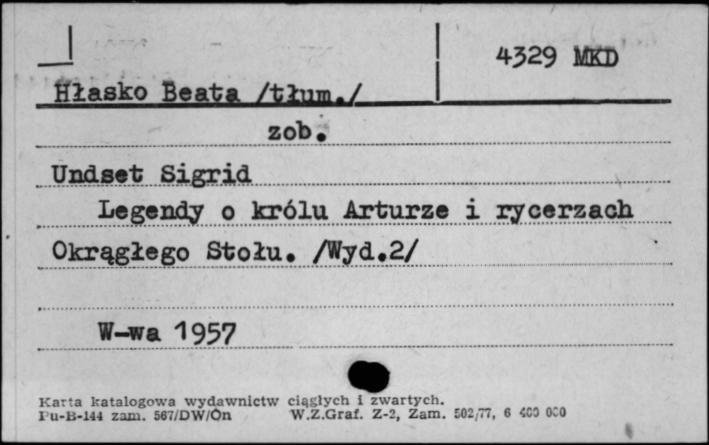 4329 MKD
Hłasko Beata /tłum./
zob.
Undset Sigrid
Legendy o królu Arturze i rycerzach
Okrągłego Stołu. /Wyd.2/
W-wa 1957
Karta katalogowa wydawnictw ciągłych i zwartych.
Pu-B-144 zam. 567/DW/On W.Z.Graf. Z-2, Zam. 502/77, 6 400 000